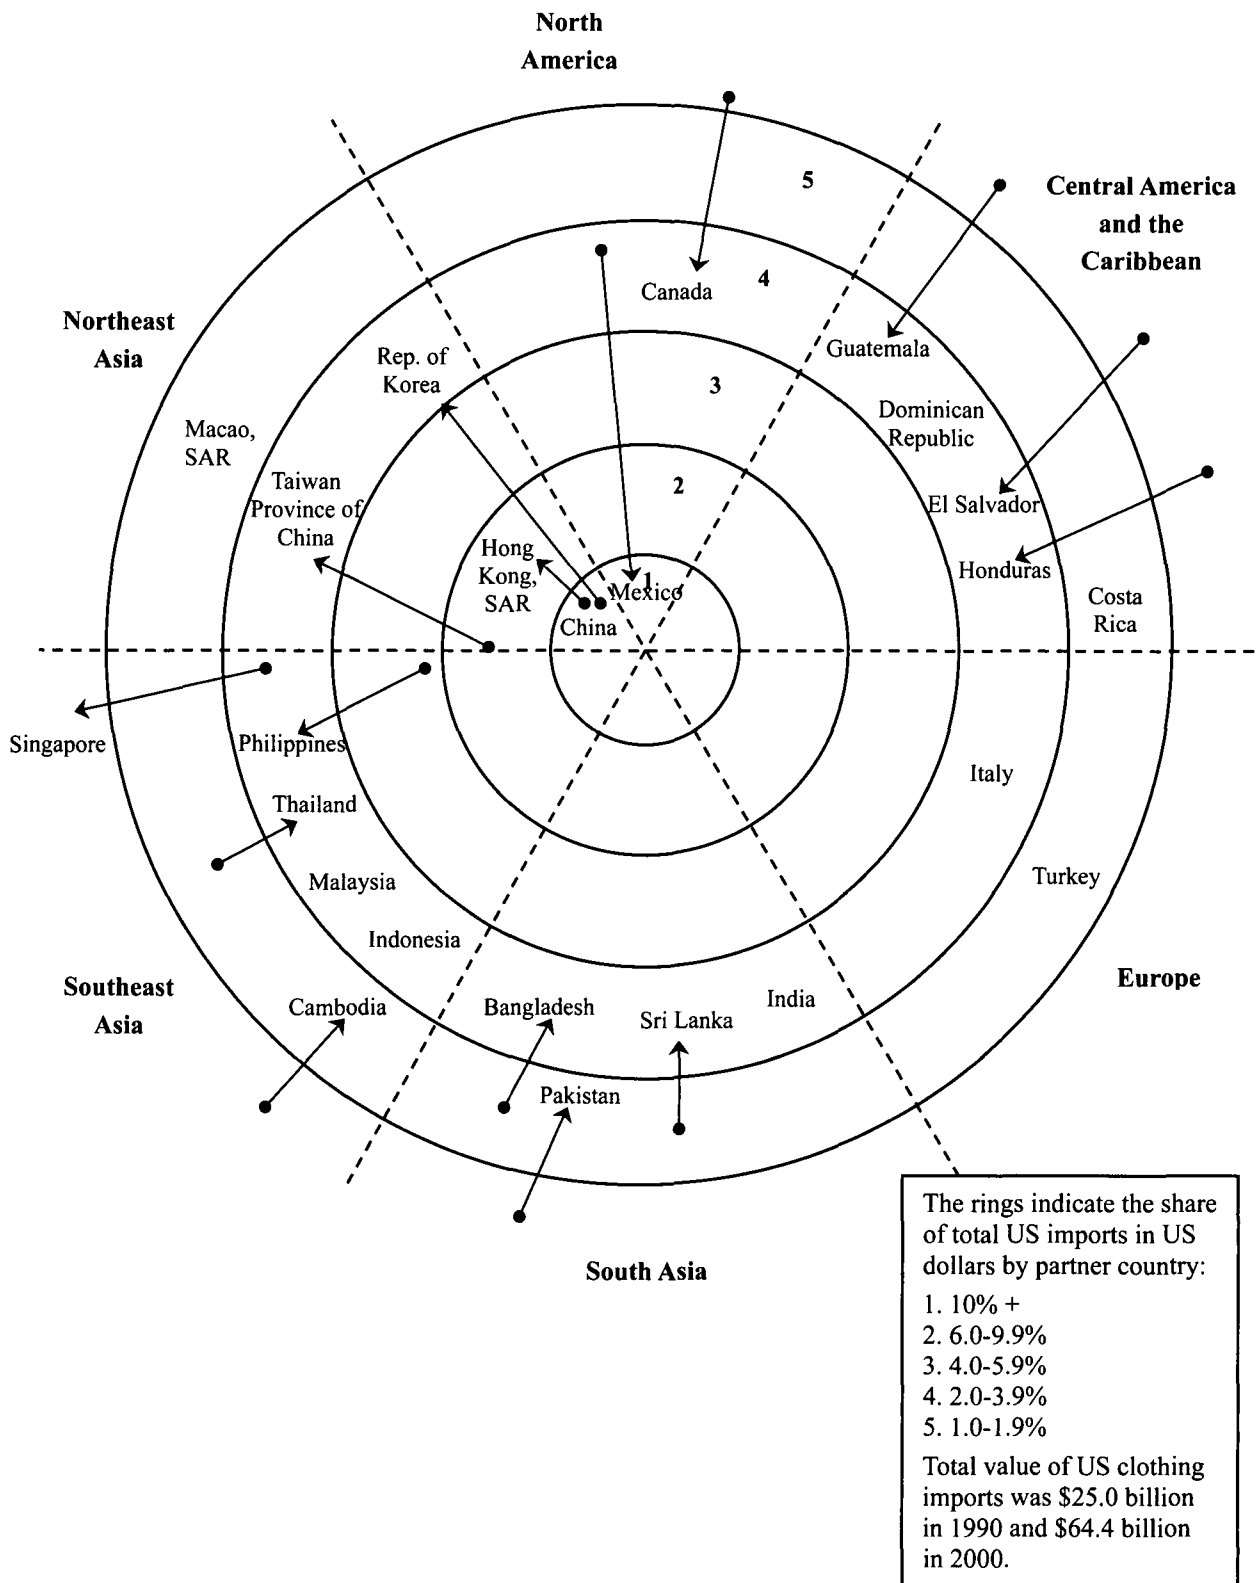 North
America
5
Central America
and the
Caribbean
4
Canada
Northeast
Asia
Guatemala
Rep. of
Korea
3
Dominican
Republic
Macao,
SAR
Taiwan
Province of
China
2
El Salvador
Hong
Kong,
SAR
1
Mexico
Honduras
China
Costa
Rica
Singapore
Philippines
Italy
Thailand
Malaysia
Turkey
Indonesia
Southeast
Asia
Europe
Cambodia
Bangladesh
India
Sri Lanka
Pakistan
South Asia
The rings indicate the share
of total US imports in US
dollars by partner country:
1. 10% +
2. 6.0-9.9%
3. 4.0-5.9%
4. 2.0-3.9%
5. 1.0-1.9%
Total value of US clothing
imports was $25.0 billion
in 1990 and $64.4 billion
in 2000.